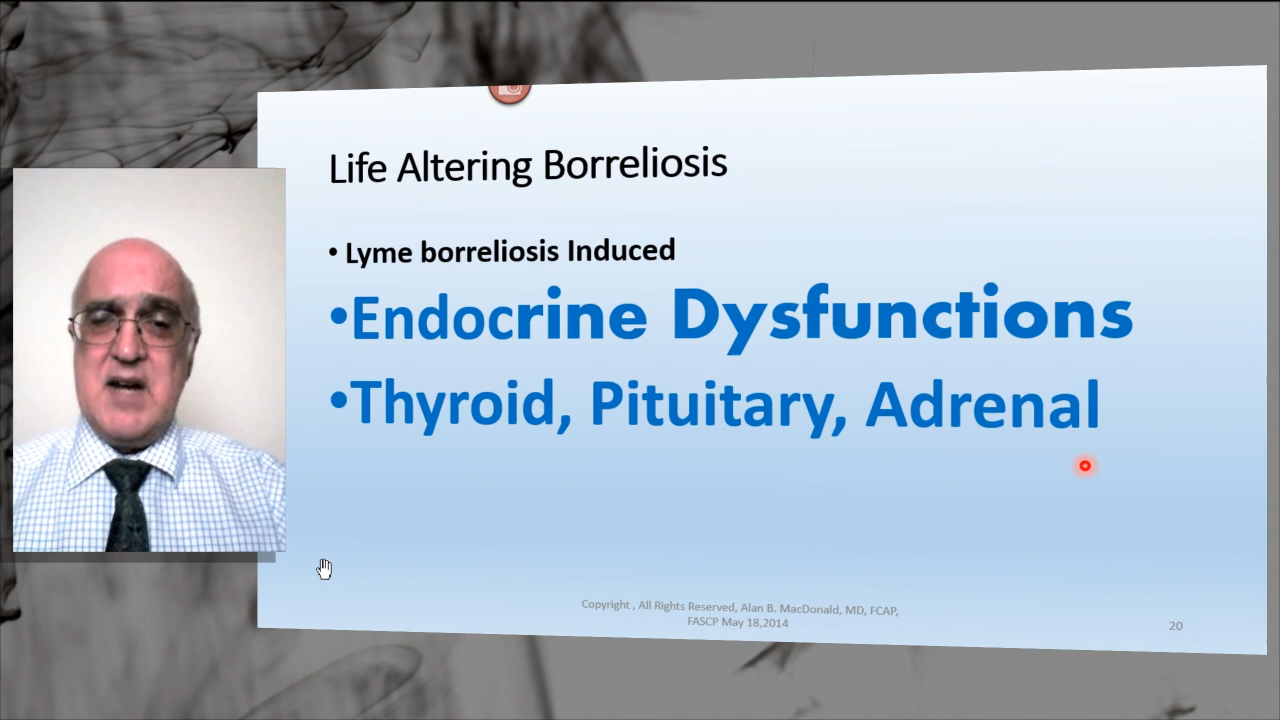 Life Altering Borreliosis
• Lyme borreliosis Induced
•Endocrine Dysfunctions
•Thyroid, Pituitary, Adrenal
Copyright , All Rights Reserved, Alan B. MacDonald, MD, FCAP,
FASCP May 18,2014
20